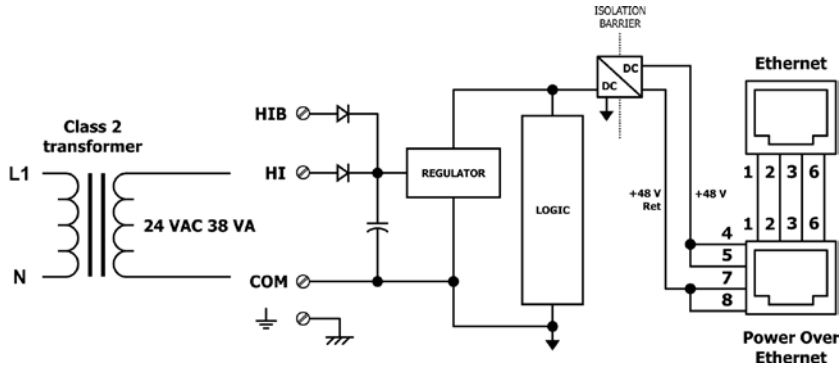 ISOLATION
BARRIER
DC
DC
Ethernet
Class 2
transformer
HIB
L1
HI
REGULATOR
24 VAC 38 VA
LOGIC
+48 V
Ret
+48 V
1 2 3 6
1 2 3 6
4
5
7
8
N
COM
Power Over
Ethernet